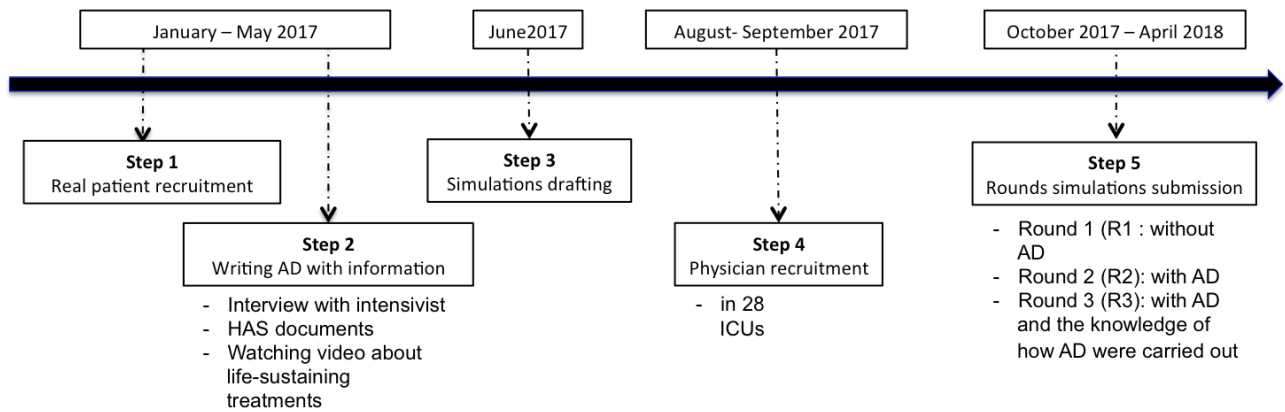 January – May 2017
June2017
August- September 2017
October 2017 – April 2018
Step 1
Real patient recruitment
Step 2
Writing AD with information
- Interview with intensivist
- HAS documents
- Watching video about
life-sustaining
treatments
Step 3
Simulations drafting
Step 4
Physician recruitment
- in 28
ICUs
Step 5
Rounds simulations submission
- Round 1 (R1 : without
AD
- Round 2 (R2): with AD
- Round 3 (R3): with AD
and the knowledge of
how AD were carried out